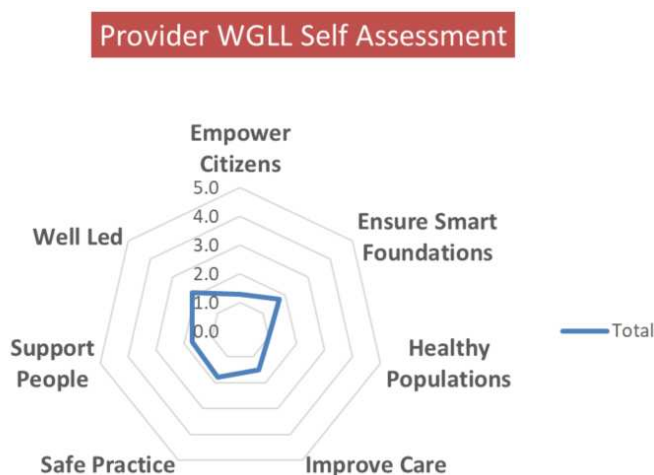 Provider WGLL Self Assessment
Empower
Citizens
5.0
4.0
3.0
2.0
1.0
0.0
Ensure Smart
Foundations
Healthy
Populations
Improve Care
Safe Practice
Support
People
Well Led
Total